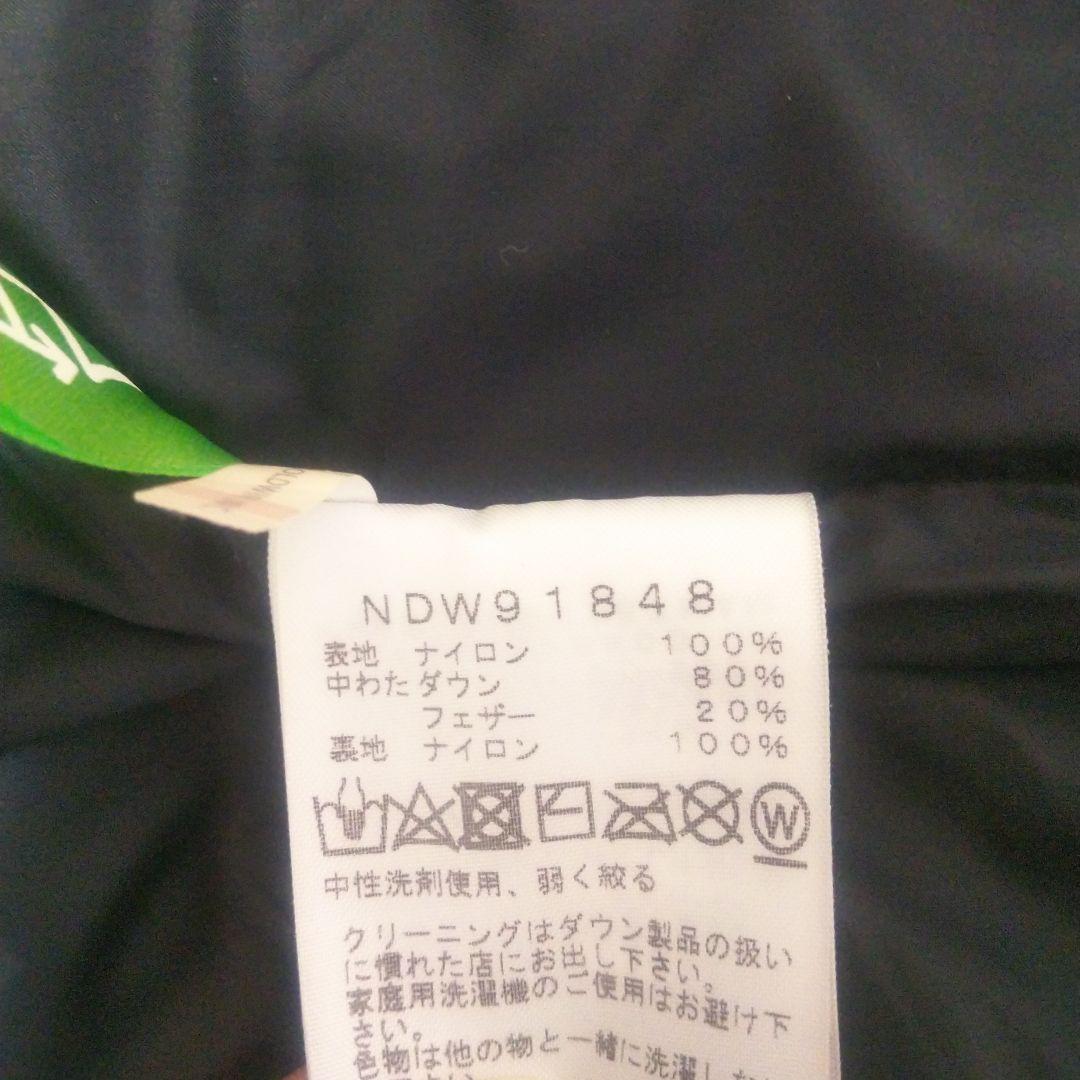 NDW91848
表地 ナイロン 100%
中わたダウン 80%
フェザー 20%
裏地 ナイロン 100%
W
中性洗剤使用、弱く絞る
クリーニングはダウン製品の扱い
に慣れた店にお出し下さい。
家庭用洗濯機のご使用はお避け下
さい。
色物は他の物と一緒に洗濯しな